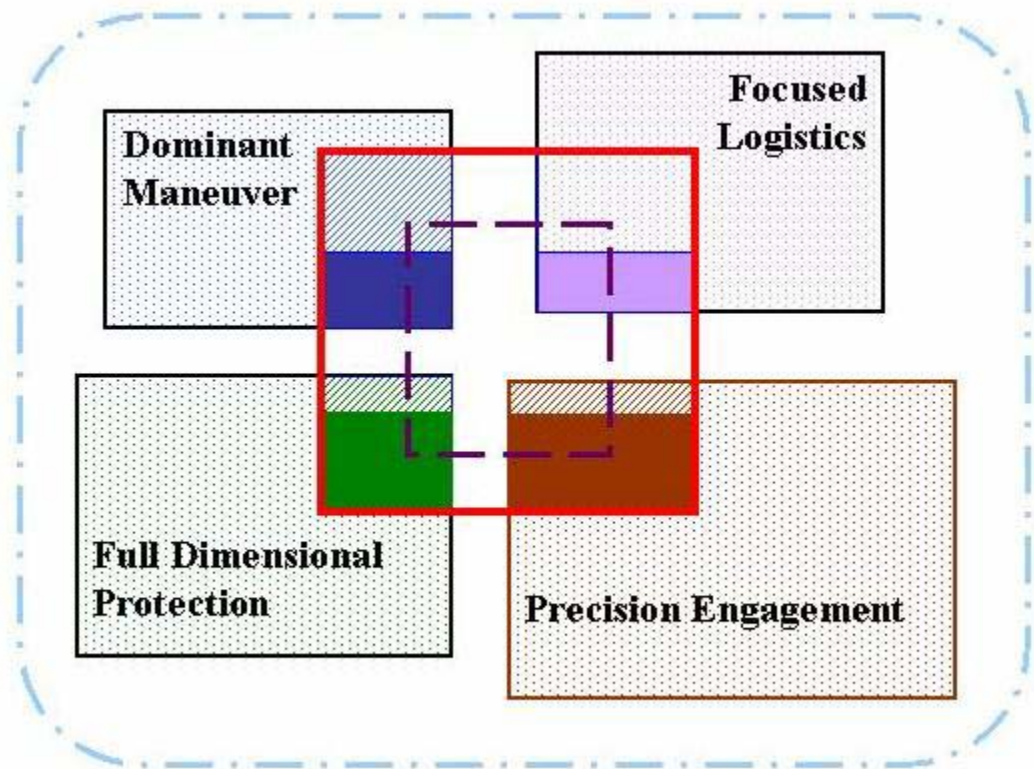 Dominant
Maneuver
Focused
Logistics
Full Dimensional
Protection
Precision Engagement